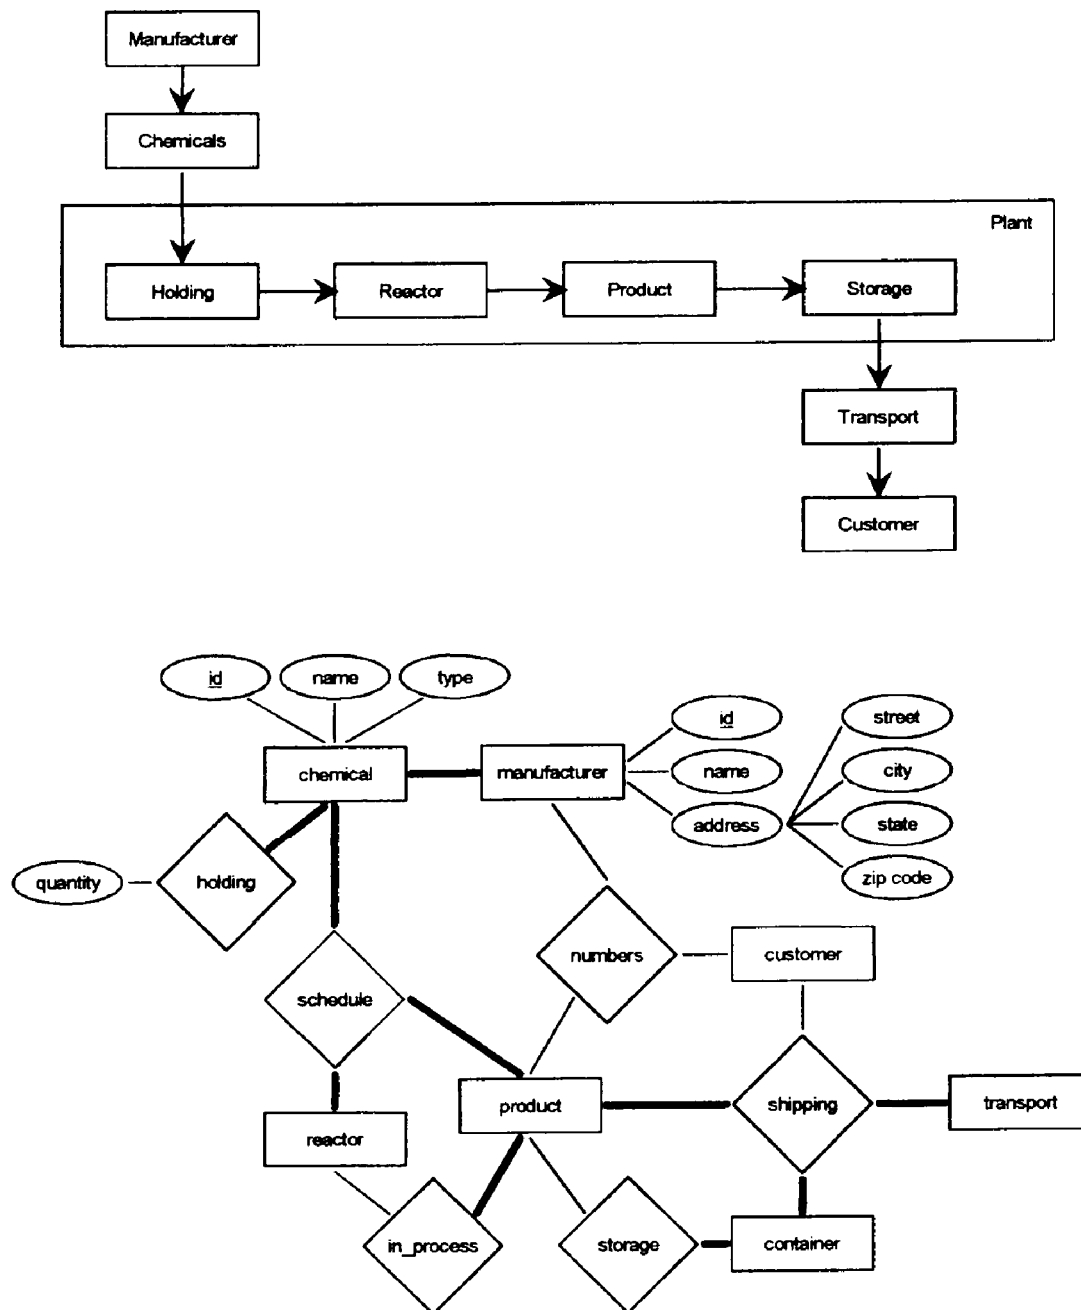 Manufacturer
Chemicals
Plant
Holding
Reactor
Product
Storage
Transport
Customer
id
name
type
chemical
manufacturer
id
name
address
street
city
state
zip code
quantity
holding
numbers
customer
schedule
product
shipping
transport
reactor
in_process
storage
container